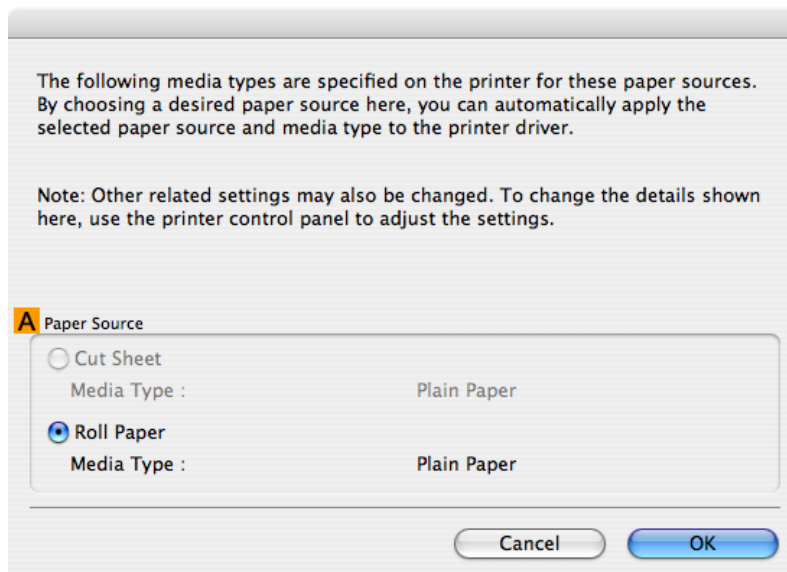 The following media types are specified on the printer for these paper sources.
By choosing a desired paper source here, you can automatically apply the
selected paper source and media type to the printer driver.
Note: Other related settings may also be changed. To change the details shown
here, use the printer control panel to adjust the settings.
A Paper Source
Cut Sheet
Media Type : Plain Paper
Roll Paper
Media Type : Plain Paper
Cancel OK